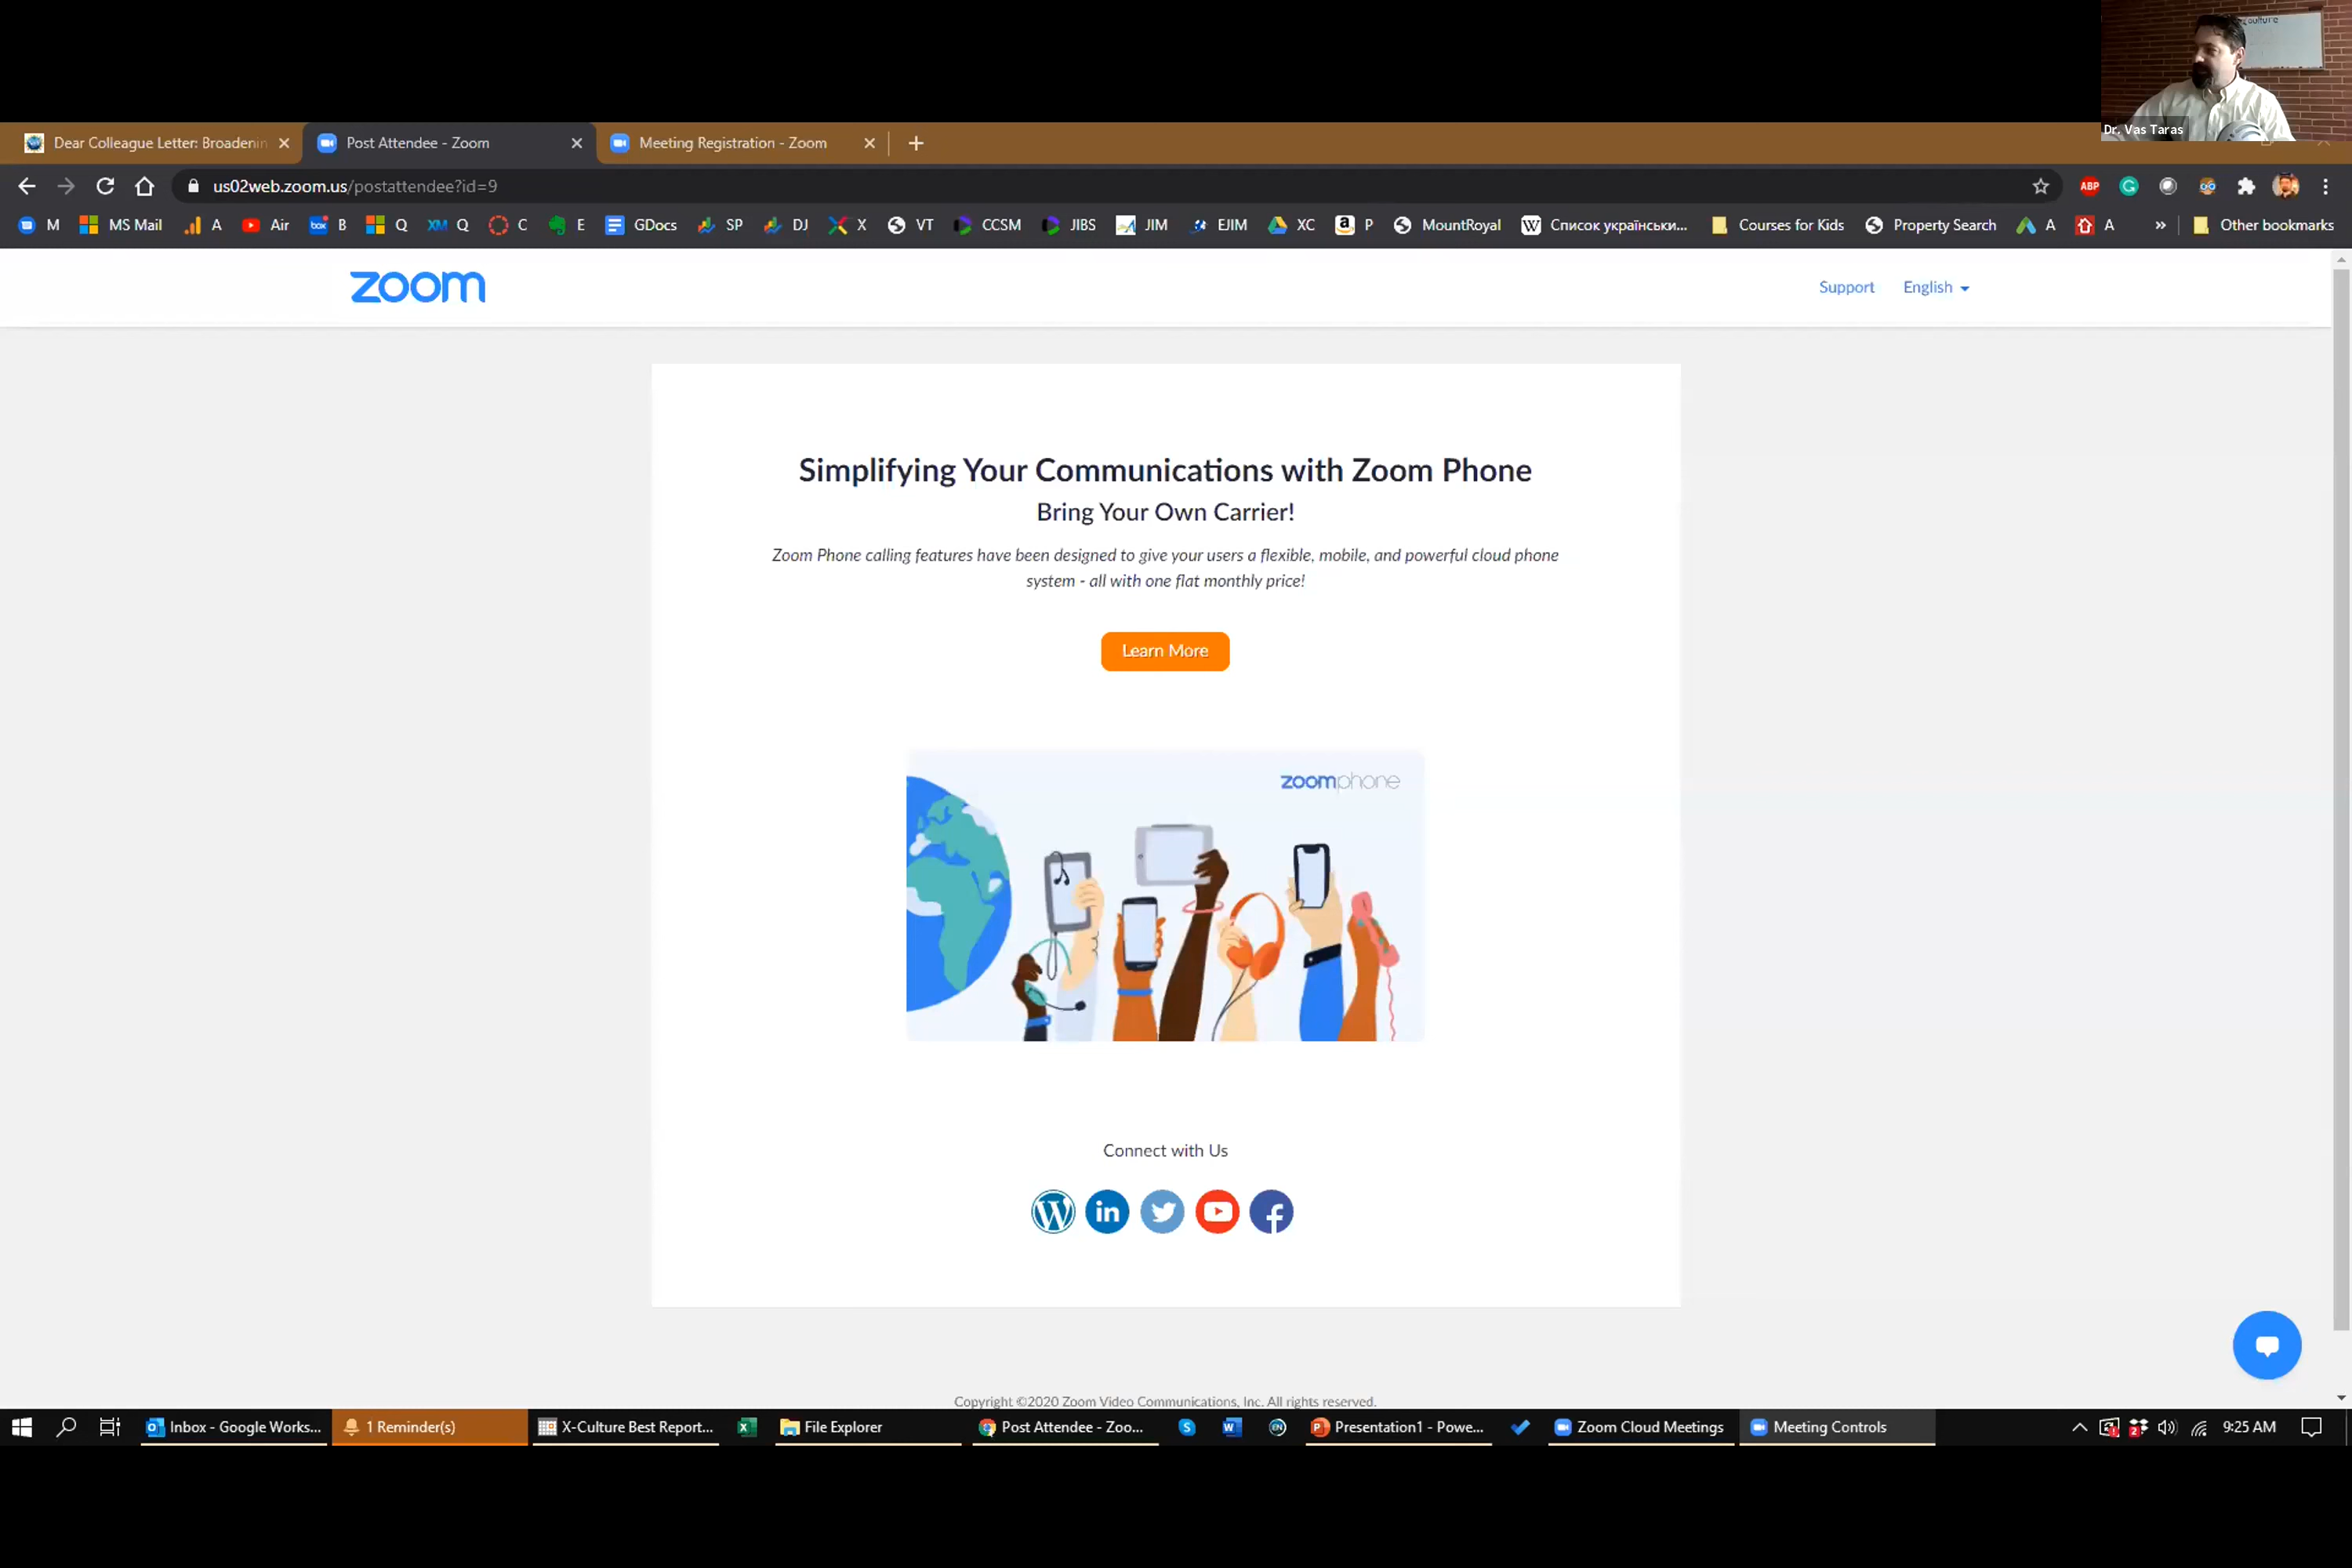 culture
Dr. Vas Taras
Dear Colleague Letter: Broadenin
Post Attendee - Zoom
Meeting Registration - Zoom
us02web.zoom.us/postattendee?id=9
ABP
M MS Mail A Air box B Q XM Q C E GDocs SP DJ X VT CCSM JIBS JIM EJIM XC a P MountRoyal W Список українськи... Courses for Kids Property Search A A » Other bookmarks
zoom
Support English
Simplifying Your Communications with Zoom Phone
Bring Your Own Carrier!
Zoom Phone calling features have been designed to give your users a flexible, mobile, and powerful cloud phone
system - all with one flat monthly price!
Learn More
zoomphone
Connect with Us
Copyright ©2020 Zoom Video Communications, Inc. All rights reserved.
Inbox - Google Works... 1 Reminder(s) X-Culture Best Report... File Explorer Post Attendee - Zoo... Presentation1 - Powe... Zoom Cloud Meetings Meeting Controls 2 9:25 AM